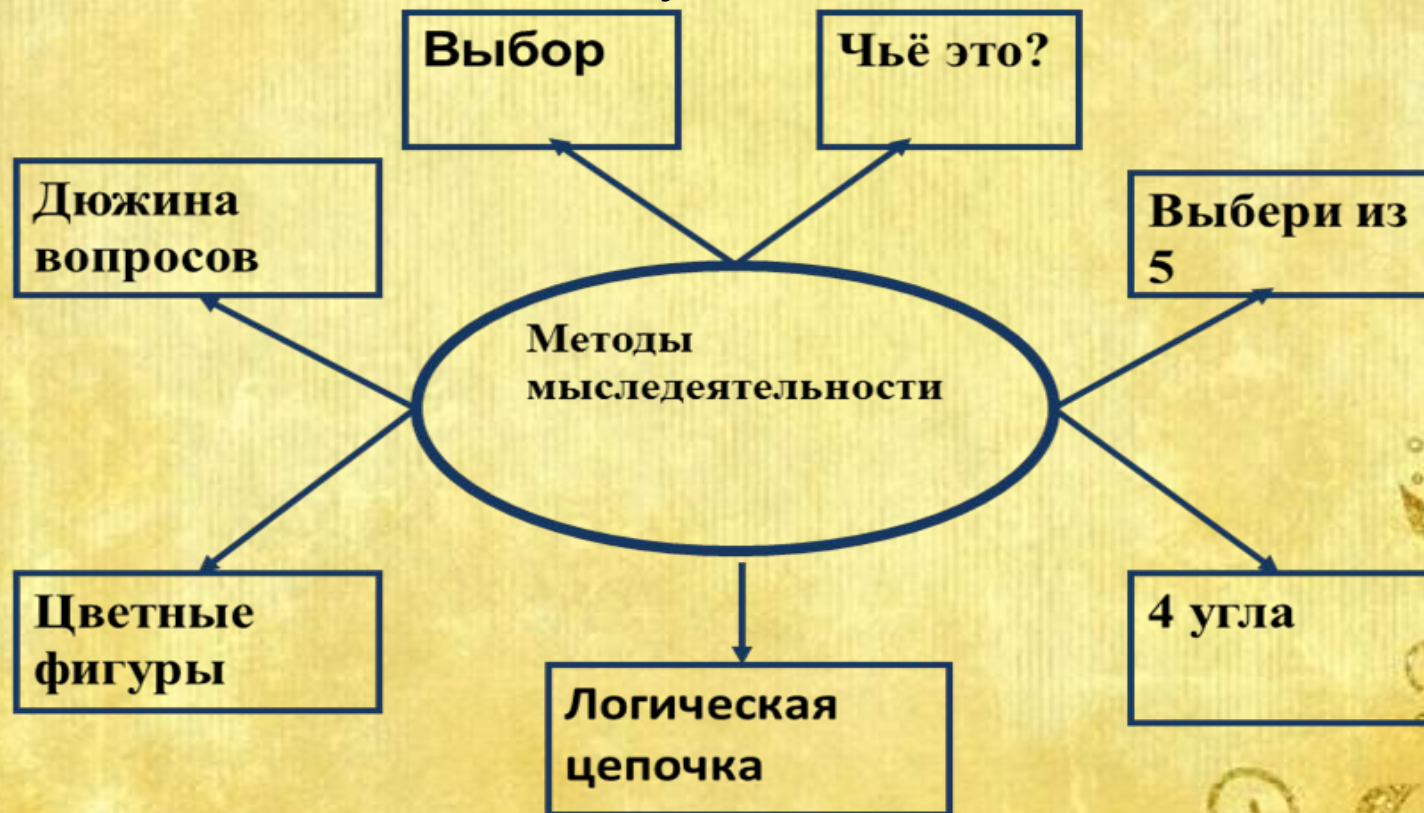 Выбор
Чьё это?
Дюжина
вопросов
Выбери из
5
Методы
мыследеятельности
Цветные
фигуры
4 угла
Логическая
цепочка